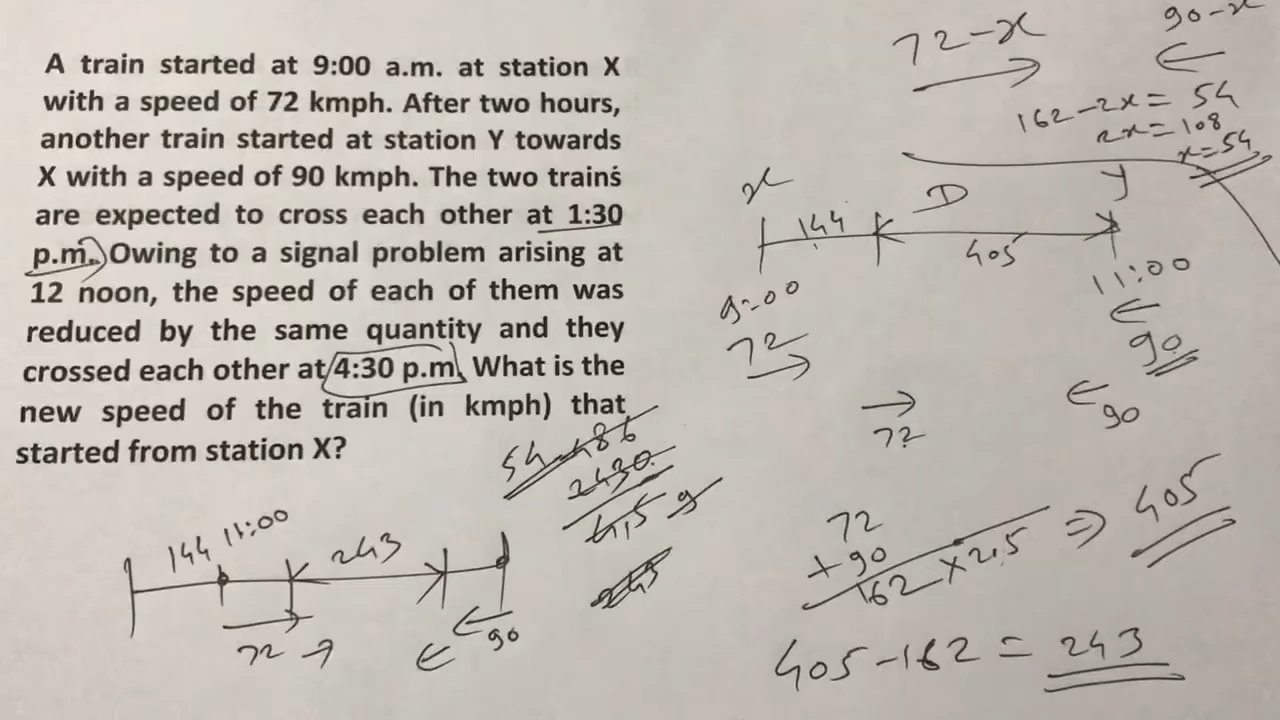 A train started at 9:00 a.m. at station X
with a speed of 72 kmph. After two hours,
another train started at station Y towards
X with a speed of 90 kmph. The two trains
are expected to cross each other at 1:30
p.m. Owing to a signal problem arising at
12 noon, the speed of each of them was
reduced by the same quantity and they
crossed each other at 4:30 p.m. What is the
new speed of the train (in kmph) that
started from station X?
72-x
90-x
162-2x = 54
2x=108
x=54
x
D
y
144
405
9:00
11:00
72
90
72
90
54
486
2430
144
11:00
243
72
90
72
+90
162 × 2.5 ⇒ 405
405-162 = 243